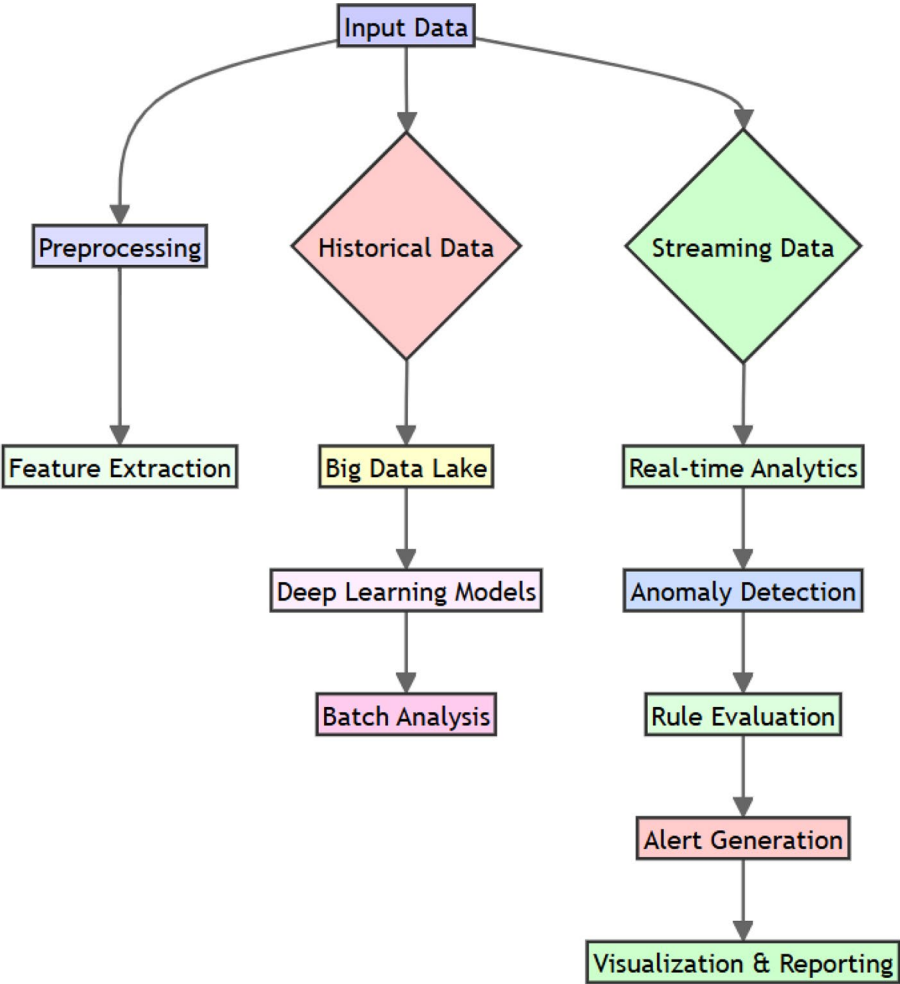 Input Data
Preprocessing
Historical Data
Streaming Data
Feature Extraction
Big Data Lake
Real-time Analytics
Deep Learning Models
Anomaly Detection
Batch Analysis
Rule Evaluation
Alert Generation
Visualization & Reporting